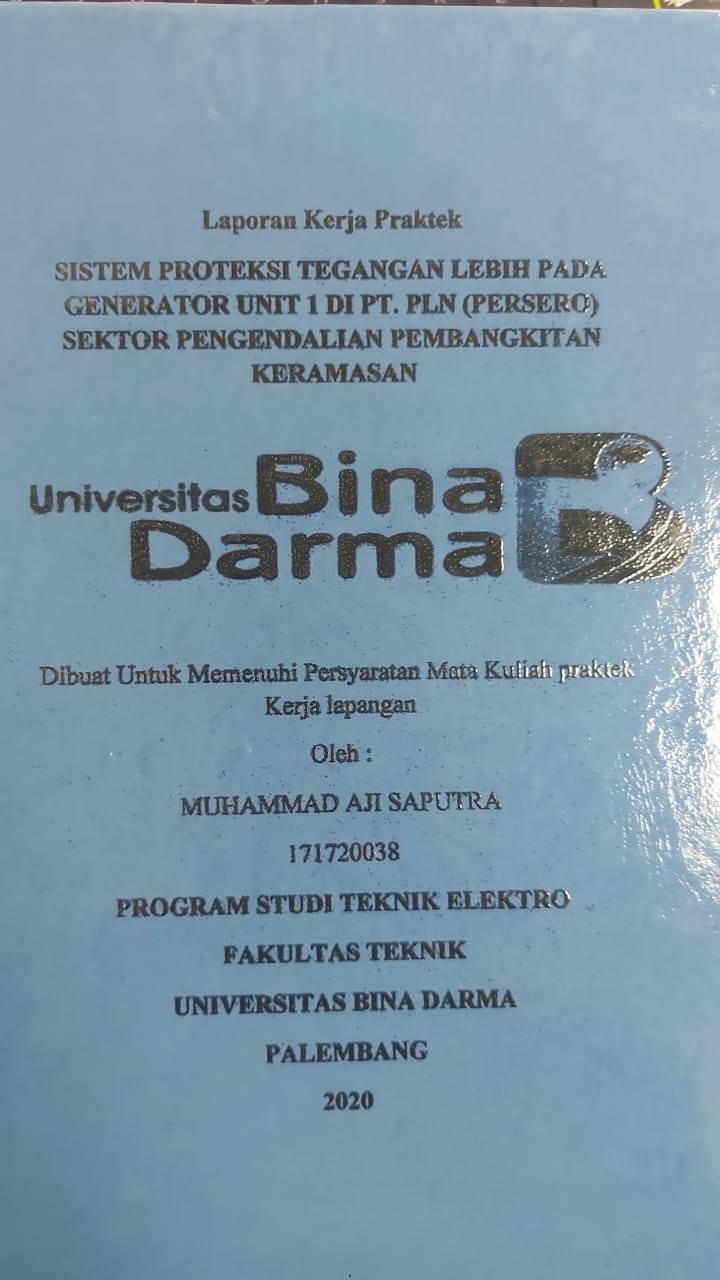 Laporan Kerja Praktek
SISTEM PROTEKSI TEGANGAN LEBIH PADA
GENERATOR UNIT 1 DI PT. PLN (PERSERO)
SEKTOR PENGENDALIAN PEMBANGKITAN
KERAMASAN
Universitas Bina
Darma
Dibuat Untuk Memenuhi Persyaratan Mata Kuliah praktek
Kerja lapangan
Oleh :
MUHAMMAD AJI SAPUTRA
171720038
PROGRAM STUDI TEKNIK ELEKTRO
FAKULTAS TEKNIK
UNIVERSITAS BINA DARMA
PALEMBANG
2020